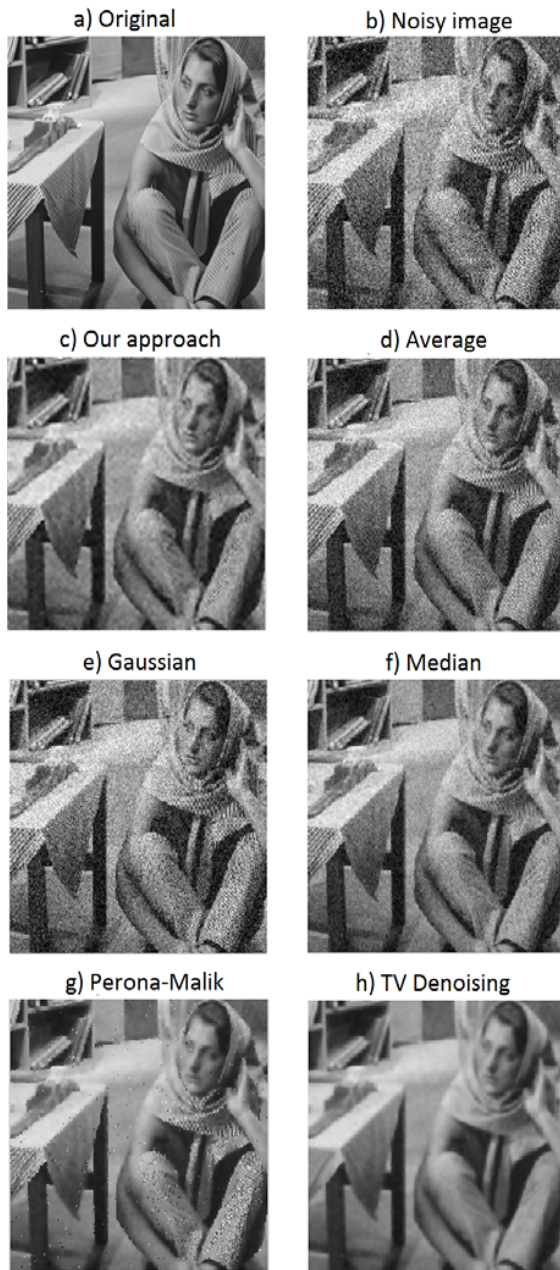 a) Original
b) Noisy image
c) Our approach
d) Average
e) Gaussian
f) Median
g) Perona-Malik
h) TV Denoising